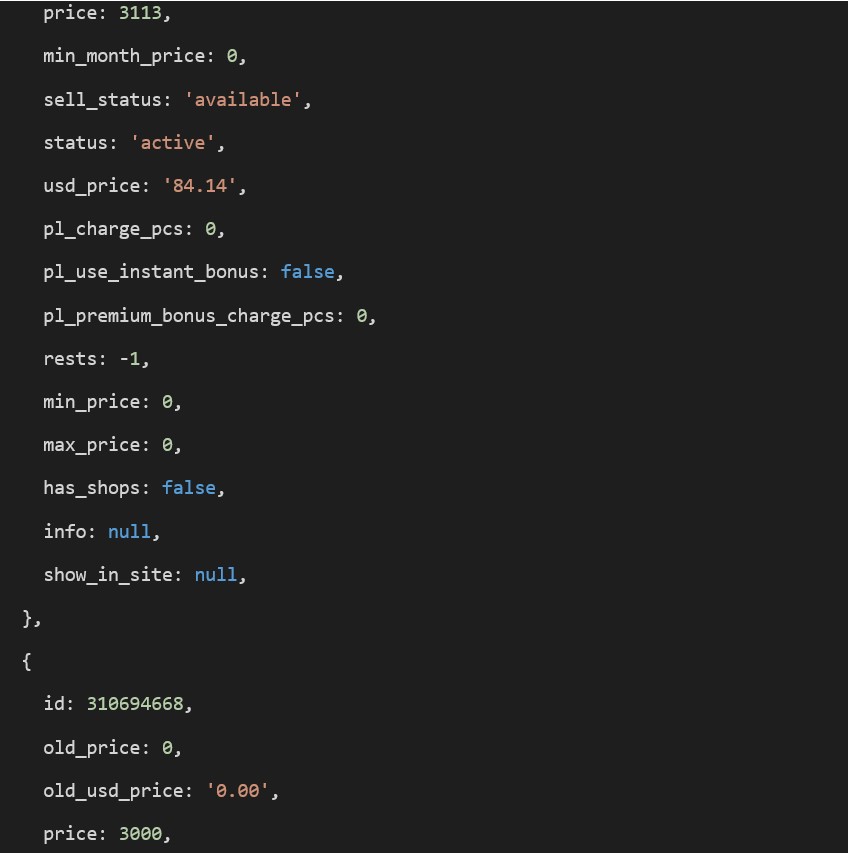 price: 3113,
min_month_price: 0,
sell_status: 'available',
status: 'active',
usd_price: '84.14',
pl_charge_pcs: 0,
pl_use_instant_bonus: false,
pl_premium_bonus_charge_pcs: 0,
rests: -1,
min_price: 0,
max_price: 0,
has_shops: false,
info: null,
show_in_site: null,
},
{
id: 310694668,
old_price: 0,
old_usd_price: '0.00',
price: 3000,